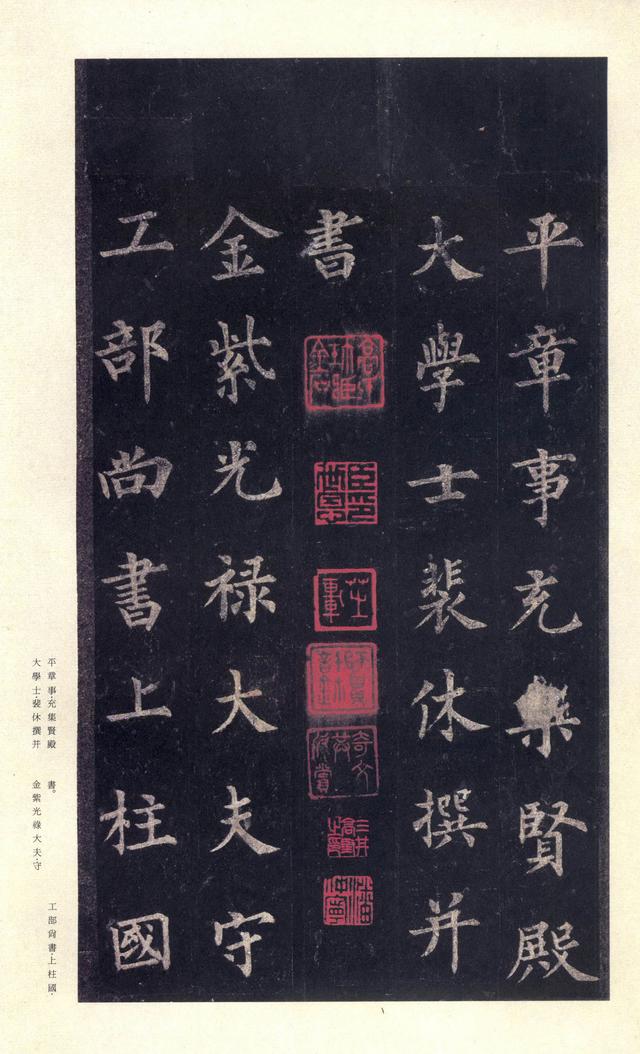 平章事充集賢殿
大學士裴休撰并
書
金紫光祿大夫守
工部尚書上柱國
平章事·充集賢殿
大學士·裴休撰并
書。
金紫光祿大夫·守
工部尚書·上柱國·